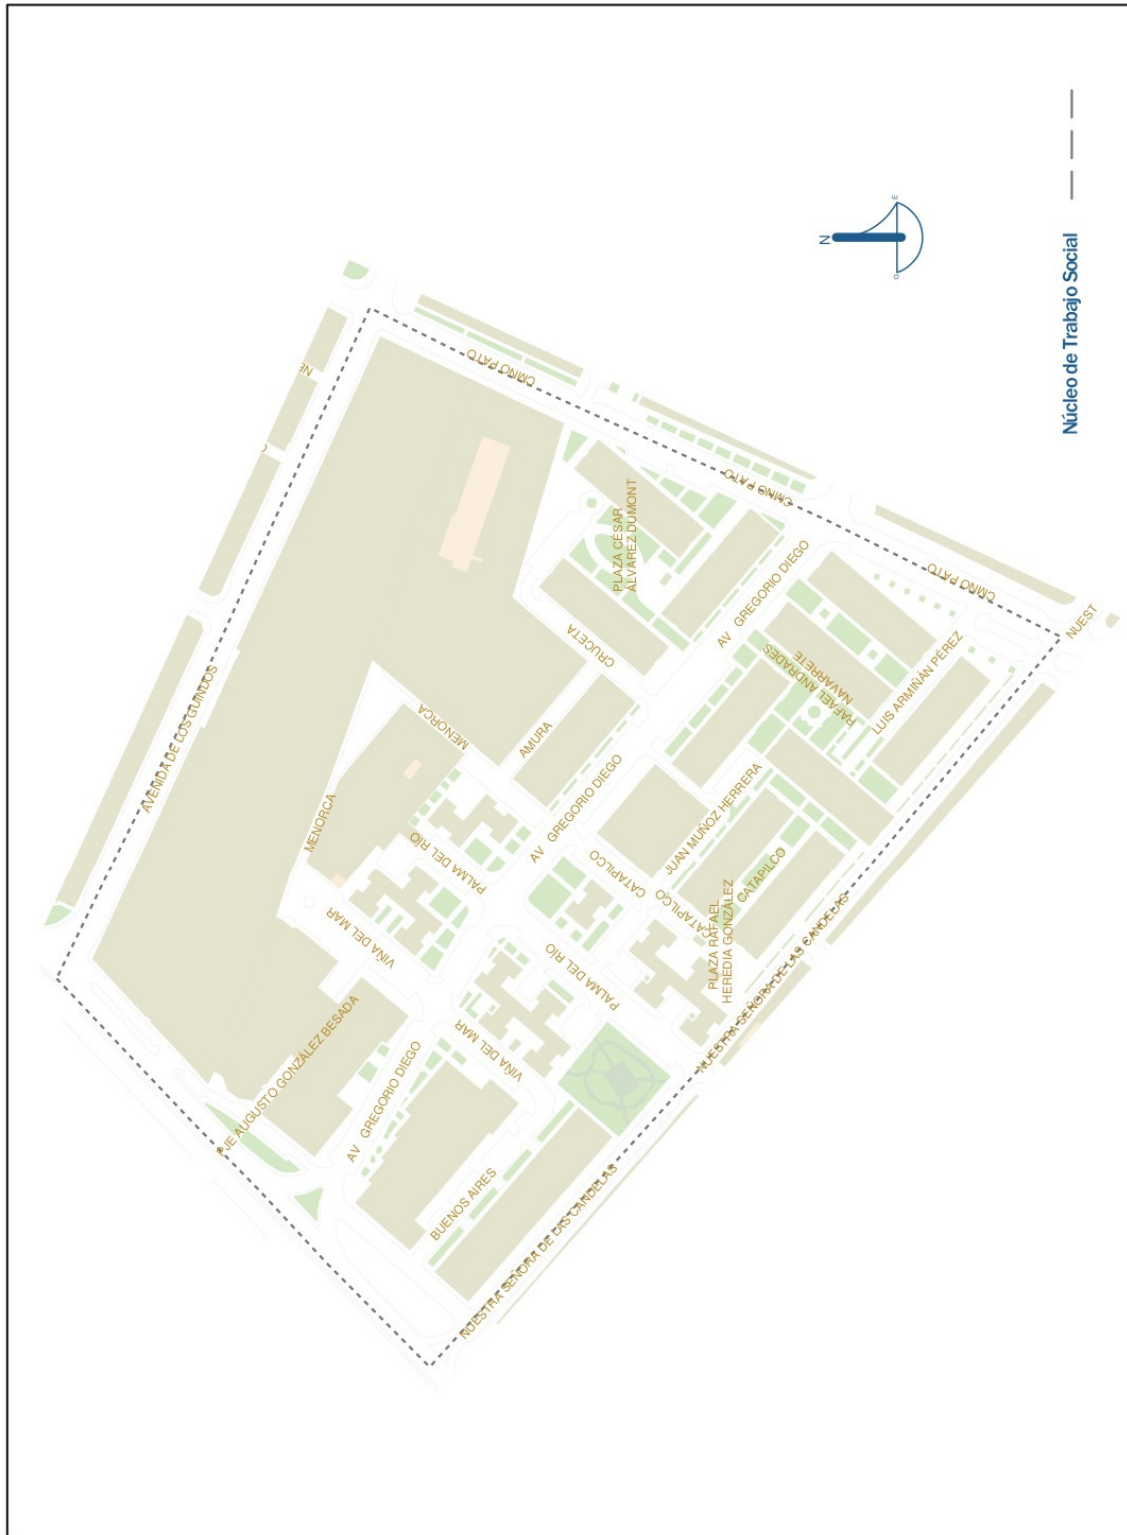 N
E
O
Núcleo de Trabajo Social
NE
O
CMNO PATO
AVENIDA DE LOS GUINDOS
PLAZA CÉSAR
ÁLVAREZ DUMONT
CMNO PATO
CMNO PATO
NUEST
CRUCETA
AV GREGORIO DIEGO
MENORCA
AMURA
RAFAEL ANDRADES
NAVARRETE
LUIS ARMIÑÁN PÉREZ
MENORCA
PALMA DEL RÍO
AV GREGORIO DIEGO
CATAPILCO
JUAN MUÑOZ HERRERA
CATAPILCO
CATAPILCO
PLAZA RAFAEL
HEREDIA GONZÁLEZ
VIÑA DEL MAR
PALMA DEL RÍO
NUESTRA SEÑORA DE LAS CANDELAS
PJE AUGUSTO GONZÁLEZ BESADA
AV GREGORIO DIEGO
VIÑA DEL MAR
BUENOS AIRES
NUESTRA SEÑORA DE LAS CANDELAS